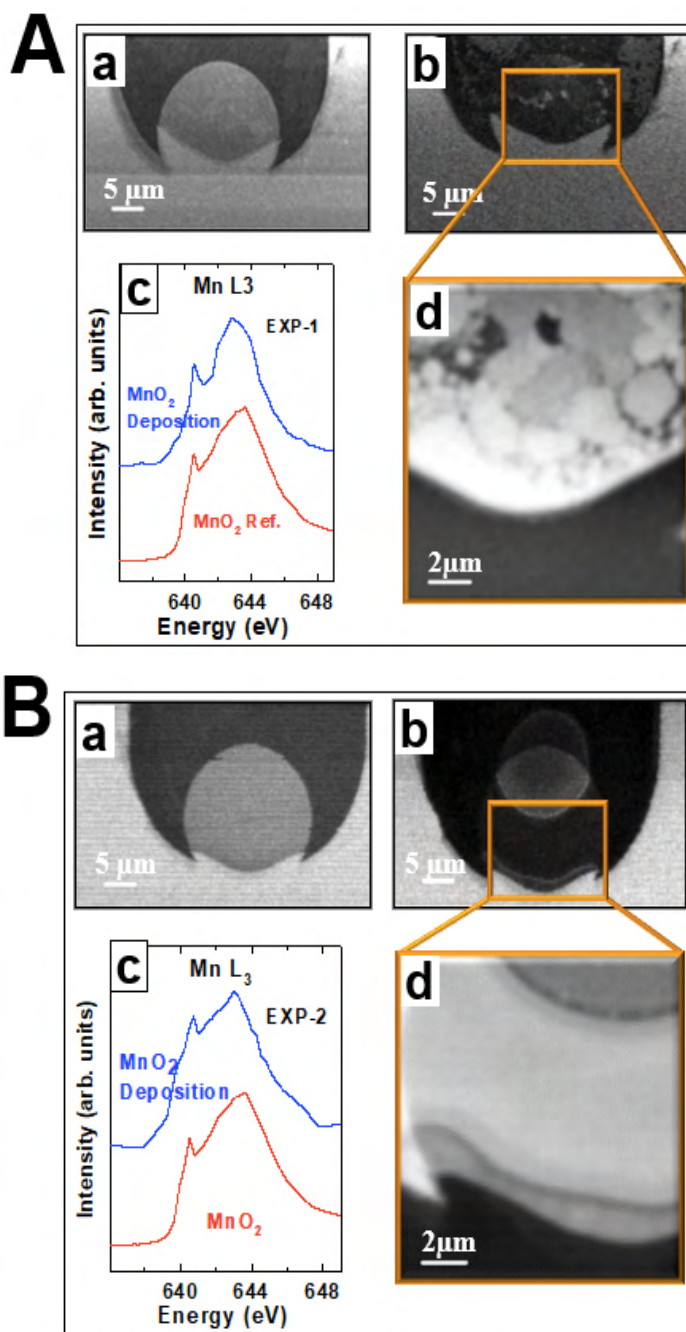 A
a
b
5 μm
5 μm
c
Mn L3
EXP-1
MnO₂
Deposition
MnO₂ Ref.
Intensity (arb. units)
640 644 648
Energy (eV)
d
2μm
B
a
b
5 μm
5 μm
c
Mn L₃
EXP-2
MnO₂
Deposition
MnO₂
Intensity (arb. units)
640 644 648
Energy (eV)
d
2μm